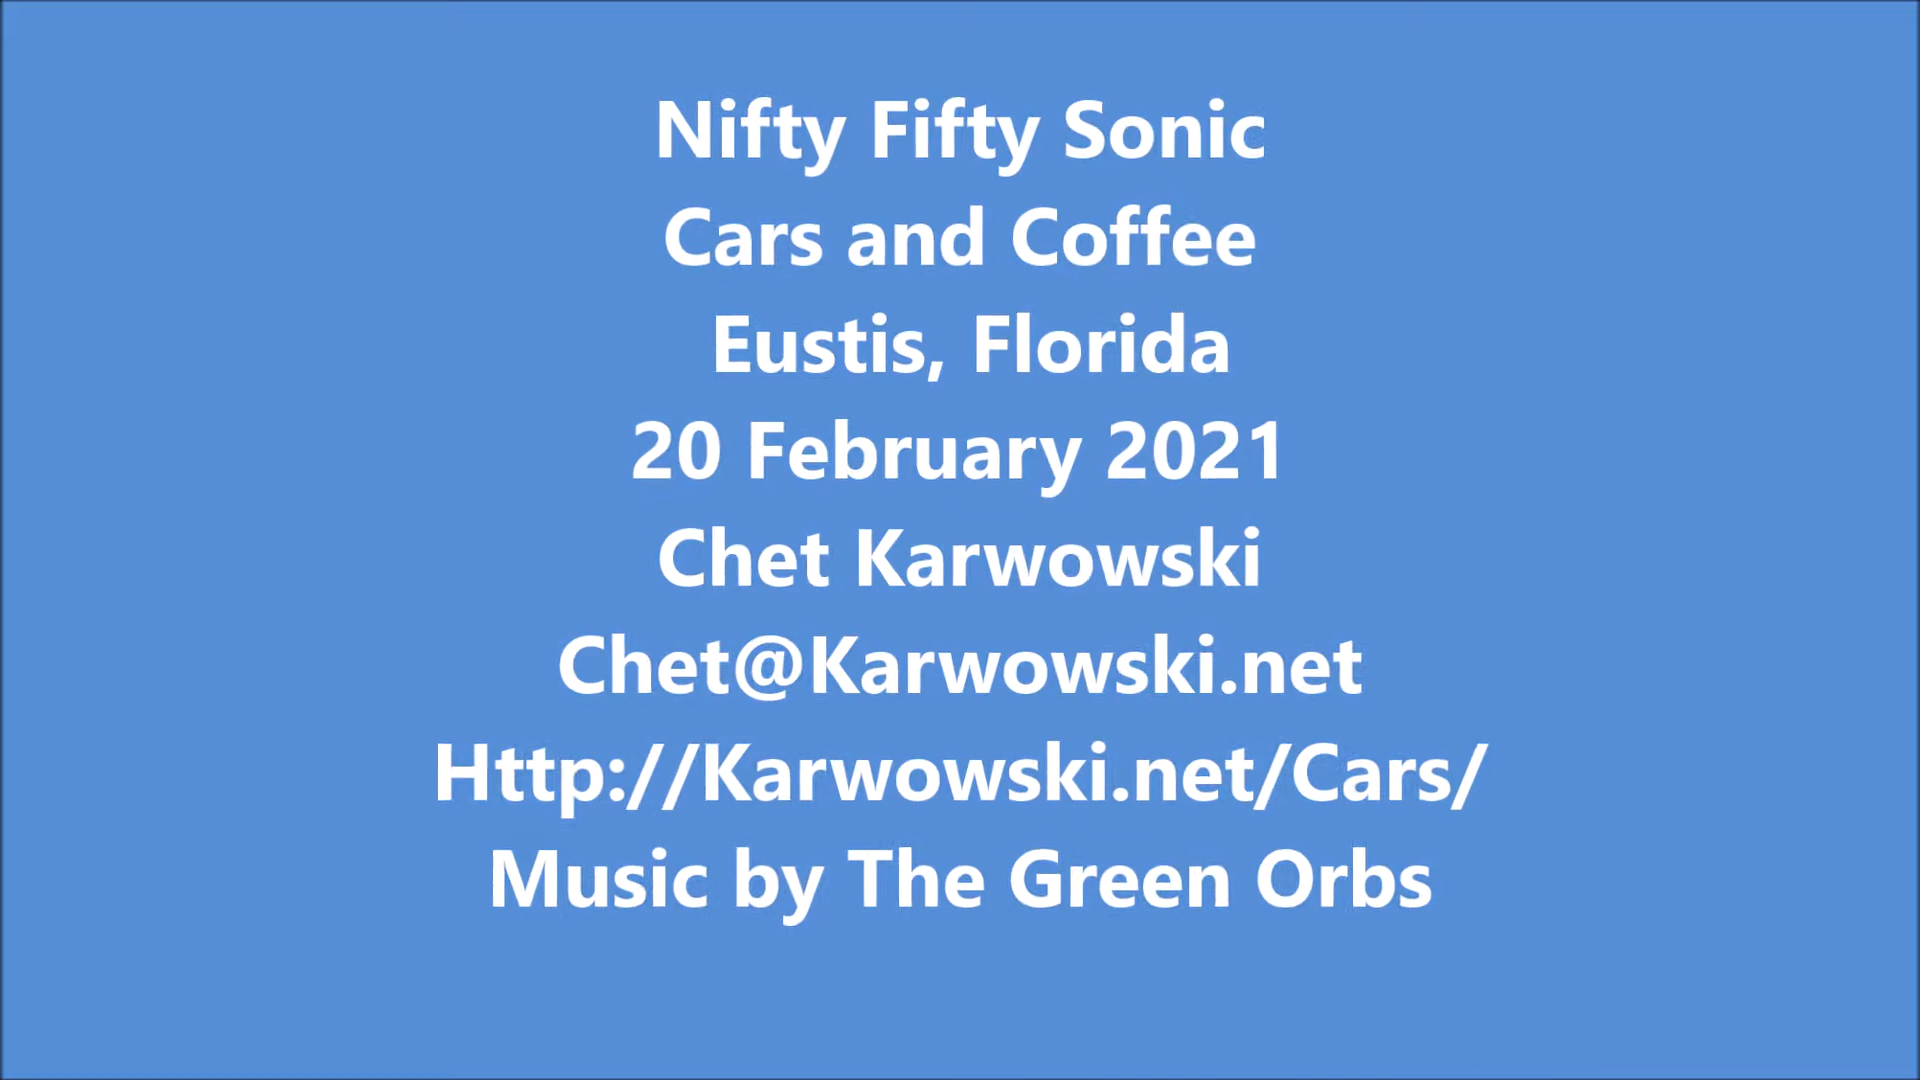 Nifty Fifty Sonic
Cars and Coffee
Eustis, Florida
20 February 2021
Chet Karwowski
Chet@Karwowski.net
Http://Karwowski.net/Cars/
Music by The Green Orbs